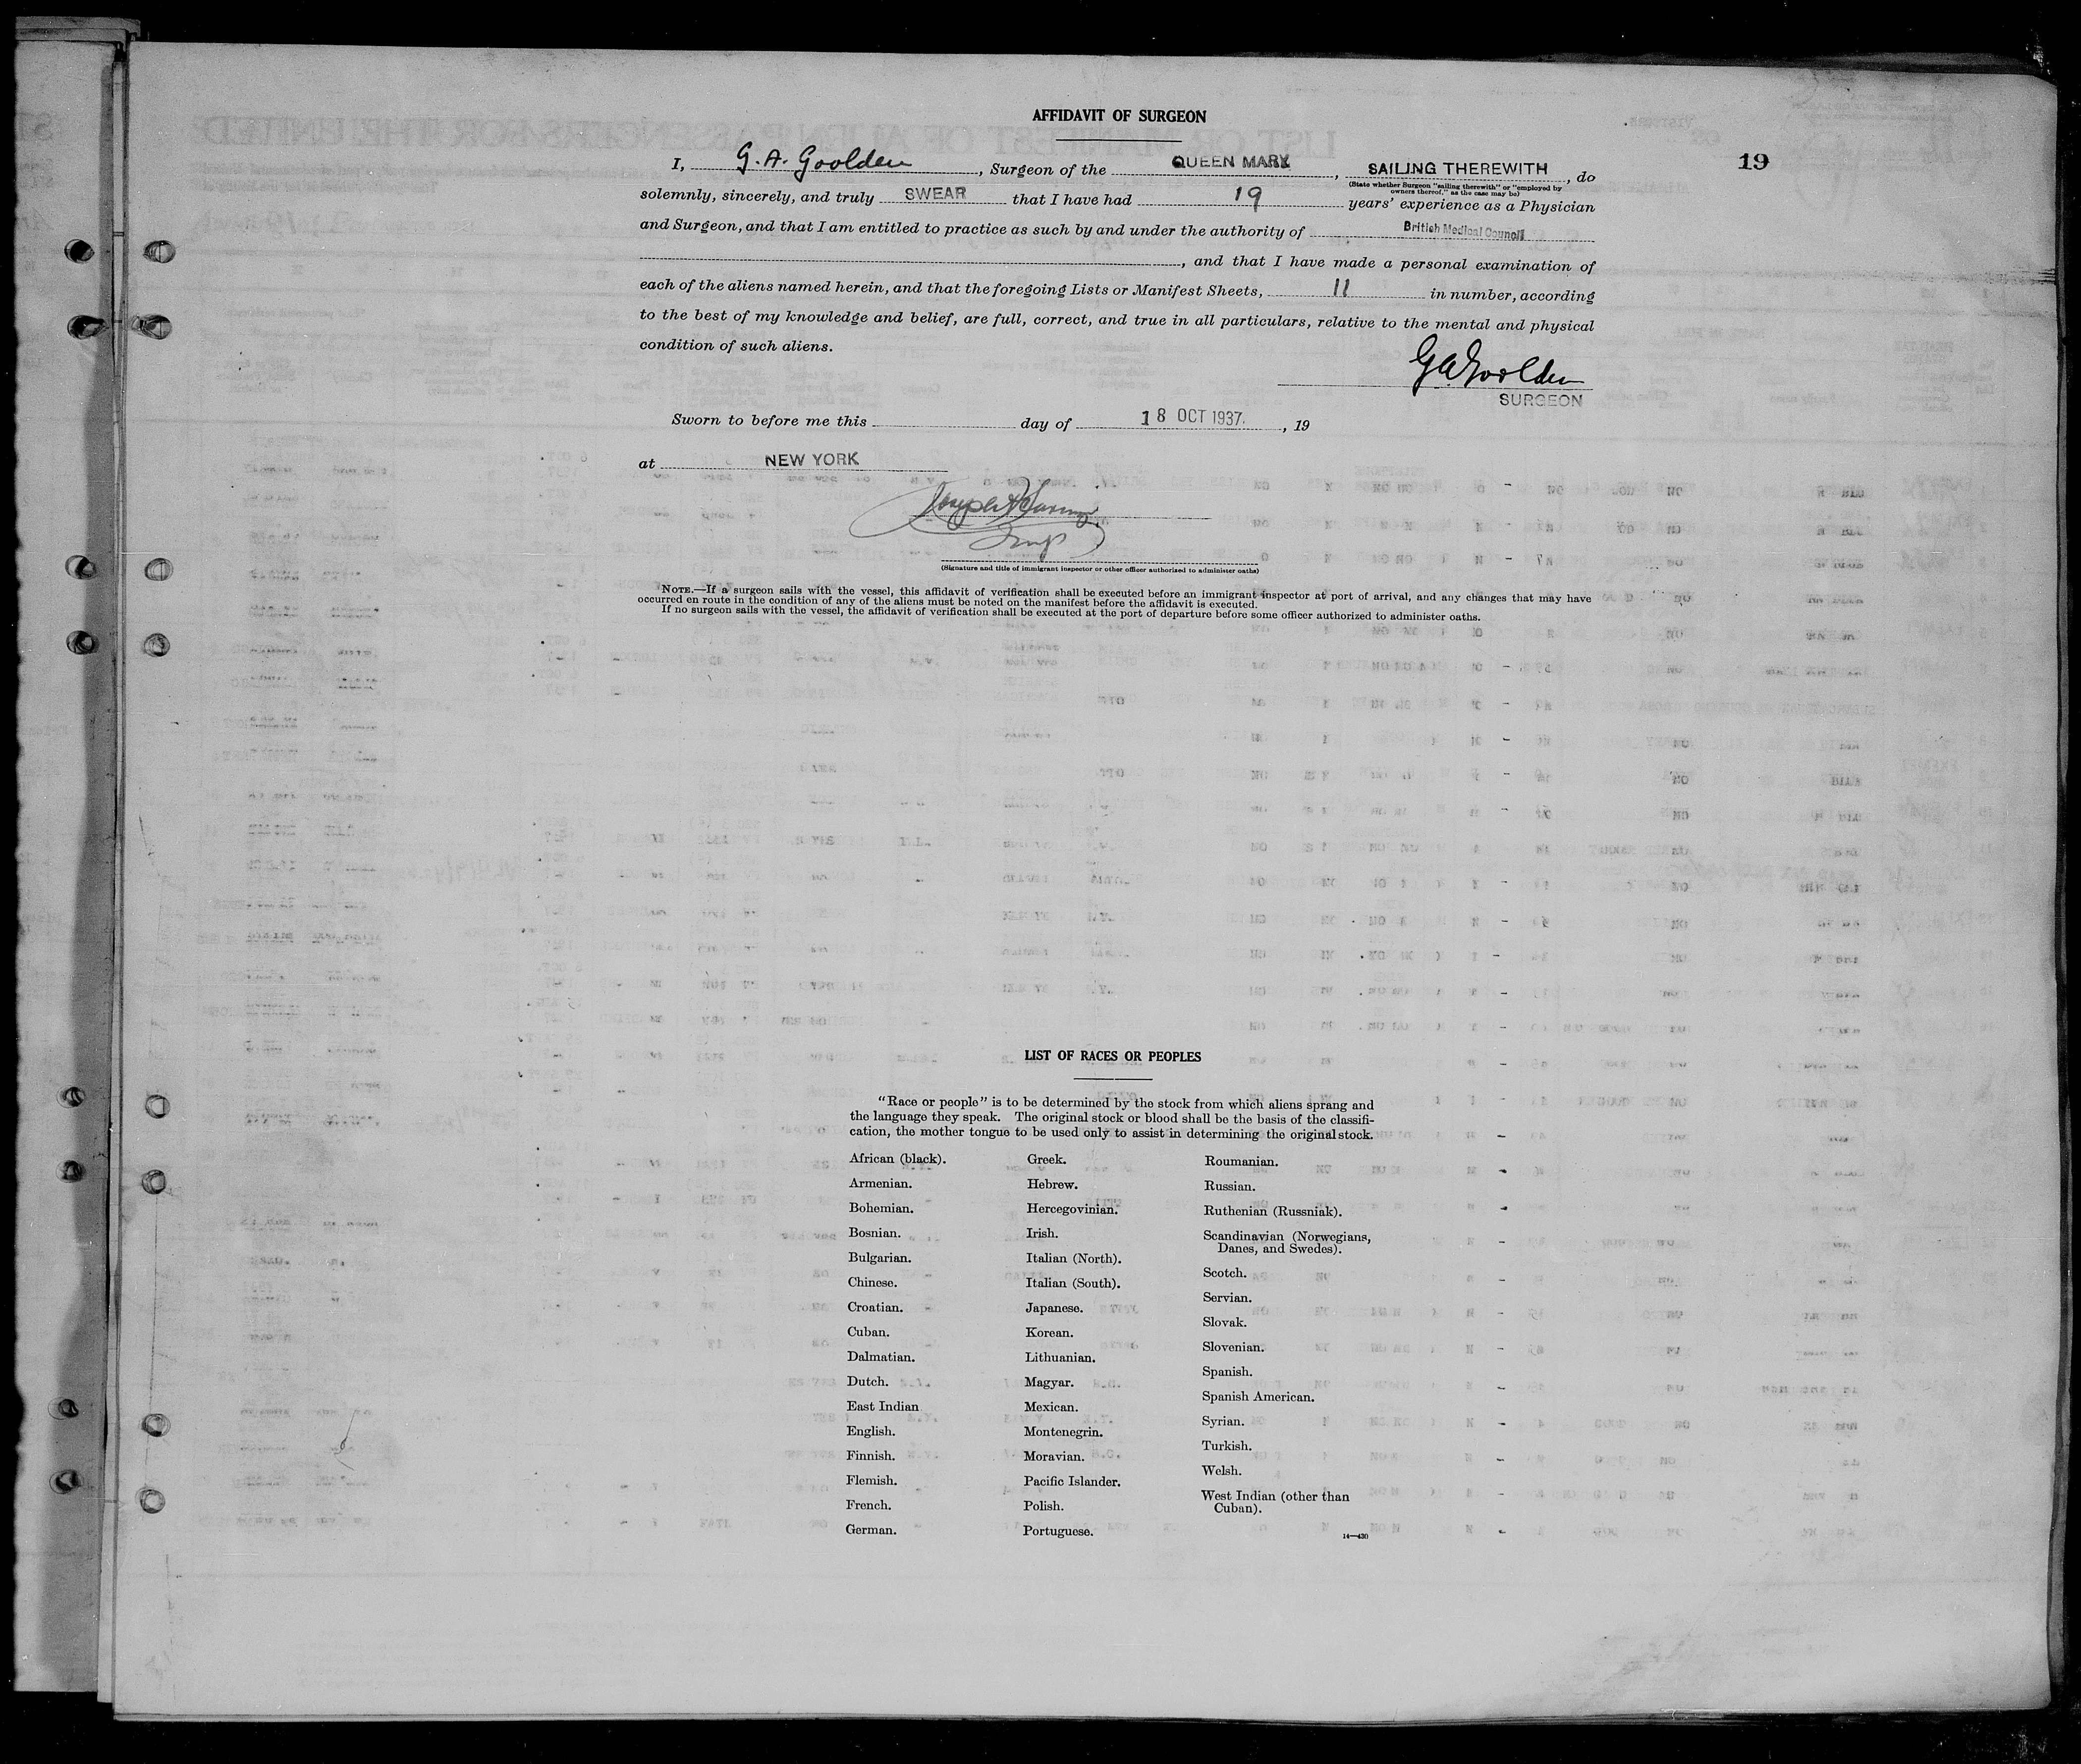 AFFIDAVIT OF SURGEON
19
I, G. A. Goolden, Surgeon of the QUEEN MARY, SAILING THEREWITH, do
(State whether Surgeon "sailing therewith" or "employed by
owners thereof," as the case may be)
solemnly, sincerely, and truly SWEAR that I have had 19 years' experience as a Physician
and Surgeon, and that I am entitled to practice as such by and under the authority of British Medical Council
, and that I have made a personal examination of
each of the aliens named herein, and that the foregoing Lists or Manifest Sheets, 11 in number, according
to the best of my knowledge and belief, are full, correct, and true in all particulars, relative to the mental and physical
condition of such aliens.
G A Goolden
SURGEON
Sworn to before me this day of 18 OCT 1937, 19
at NEW YORK
Insp
(Signature and title of immigrant inspector or other officer authorized to administer oaths)
NOTE.—If a surgeon sails with the vessel, this affidavit of verification shall be executed before an immigrant inspector at port of arrival, and any changes that may have
occurred en route in the condition of any of the aliens must be noted on the manifest before the affidavit is executed.
If no surgeon sails with the vessel, the affidavit of verification shall be executed at the port of departure before some officer authorized to administer oaths.
LIST OF RACES OR PEOPLES
"Race or people" is to be determined by the stock from which aliens sprang and
the language they speak. The original stock or blood shall be the basis of the classifi-
cation, the mother tongue to be used only to assist in determining the original stock.
African (black).
Armenian.
Bohemian.
Bosnian.
Bulgarian.
Chinese.
Croatian.
Cuban.
Dalmatian.
Dutch.
East Indian
English.
Finnish.
Flemish.
French.
German.
Greek.
Hebrew.
Hercegovinian.
Irish.
Italian (North).
Italian (South).
Japanese.
Korean.
Lithuanian.
Magyar.
Mexican.
Montenegrin.
Moravian.
Pacific Islander.
Polish.
Portuguese.
Roumanian.
Russian.
Ruthenian (Russniak).
Scandinavian (Norwegians,
Danes, and Swedes).
Scotch.
Servian.
Slovak.
Slovenian.
Spanish.
Spanish American.
Syrian.
Turkish.
Welsh.
West Indian (other than
Cuban).
14—430